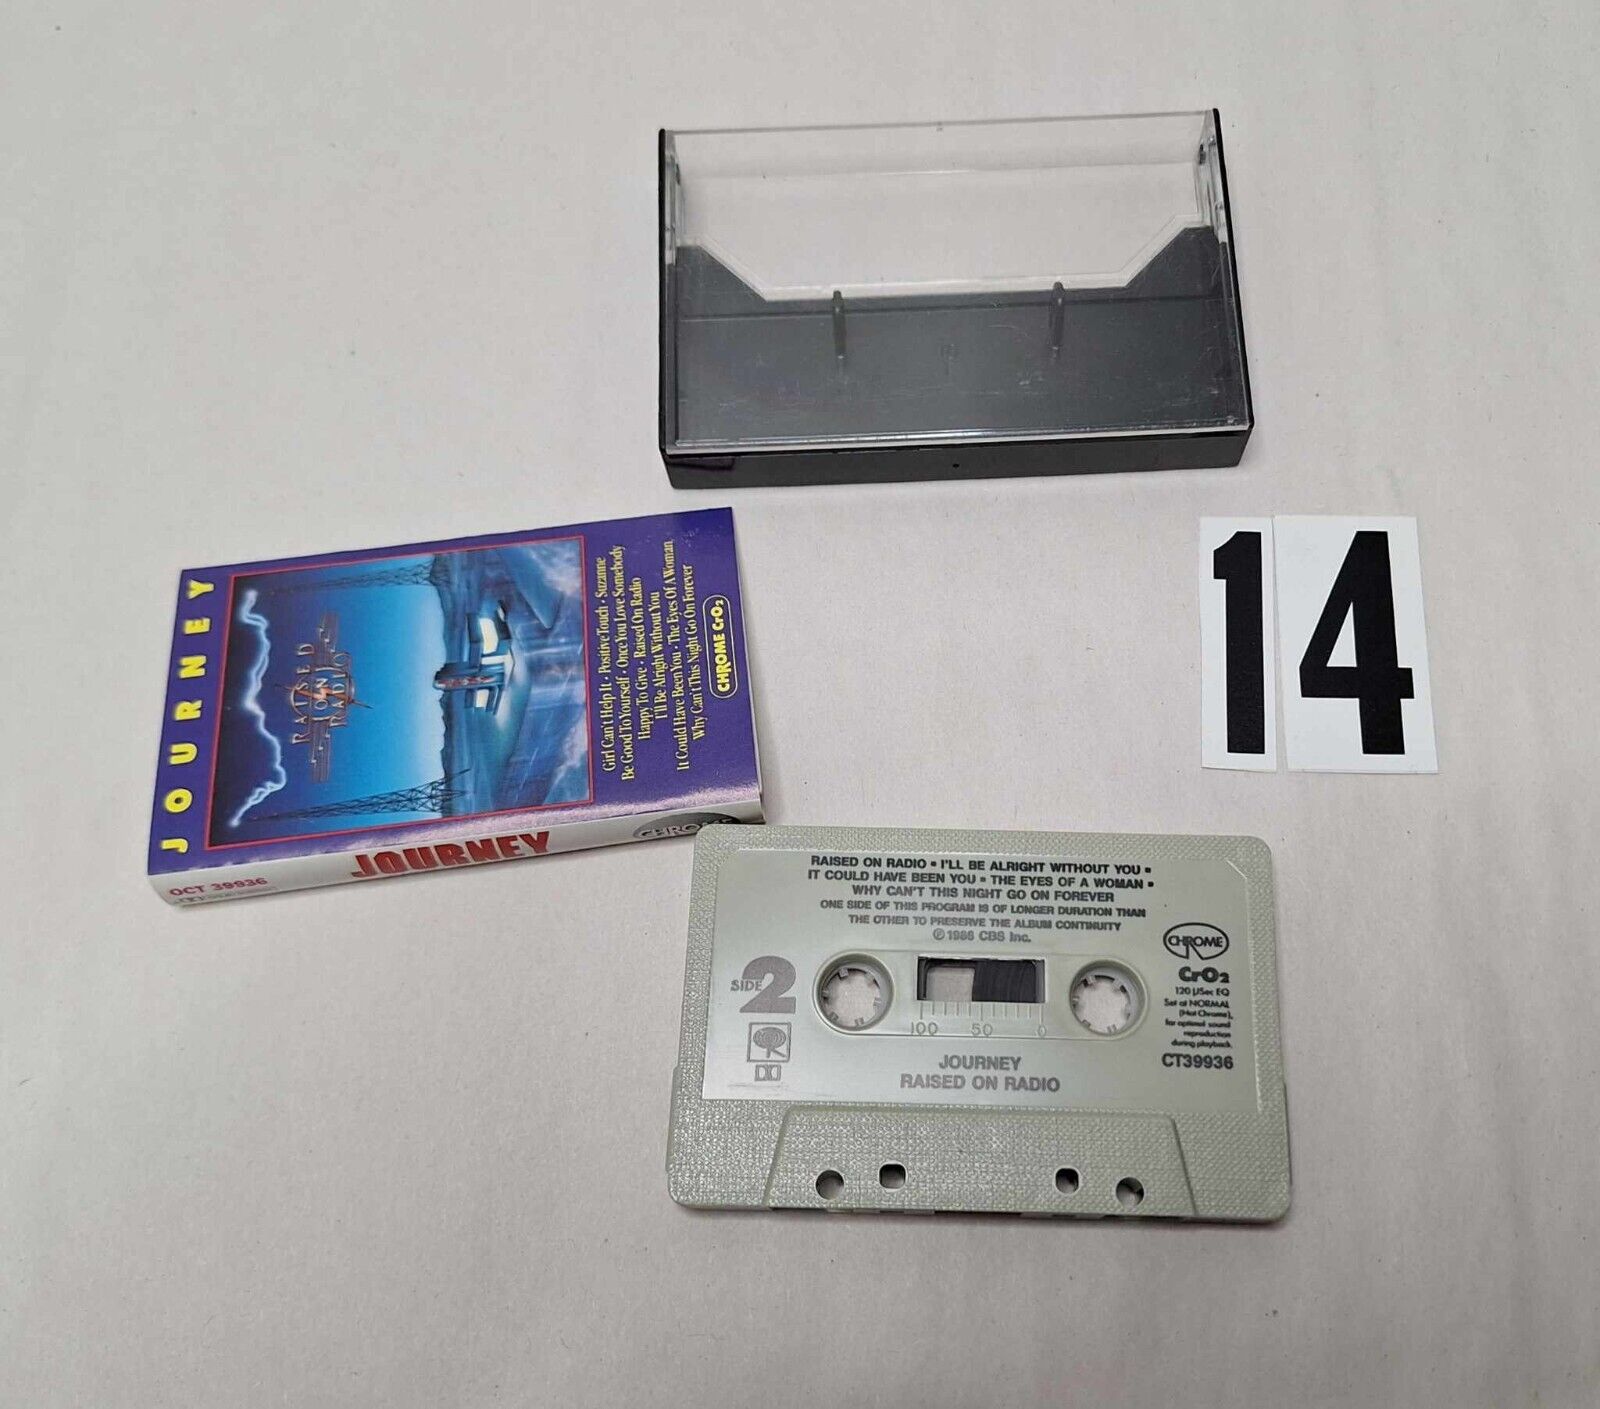 JOURNEY
RAISED
ON
RADIO
Girl Can't Help It · Positive Touch · Suzanne
Be Good To Yourself · Once You Love Somebody
Happy To Give · Raised On Radio
I'll Be Alright Without You
It Could Have Been You · The Eyes Of A Woman
Why Can't This Night Go On Forever
CHROME CrO2
OCT 39936
JOURNEY
CHROME
14
RAISED ON RADIO • I'LL BE ALRIGHT WITHOUT YOU •
IT COULD HAVE BEEN YOU • THE EYES OF A WOMAN •
WHY CAN'T THIS NIGHT GO ON FOREVER
ONE SIDE OF THIS PROGRAM IS OF LONGER DURATION THAN
THE OTHER TO PRESERVE THE ALBUM CONTINUITY
℗ 1986 CBS Inc.
SIDE 2
100 50 0
JOURNEY
RAISED ON RADIO
CHROME
CrO2
120 µSec EQ
Set at NORMAL
(Not Chrome),
for optimal sound
reproduction
during playback.
CT39936